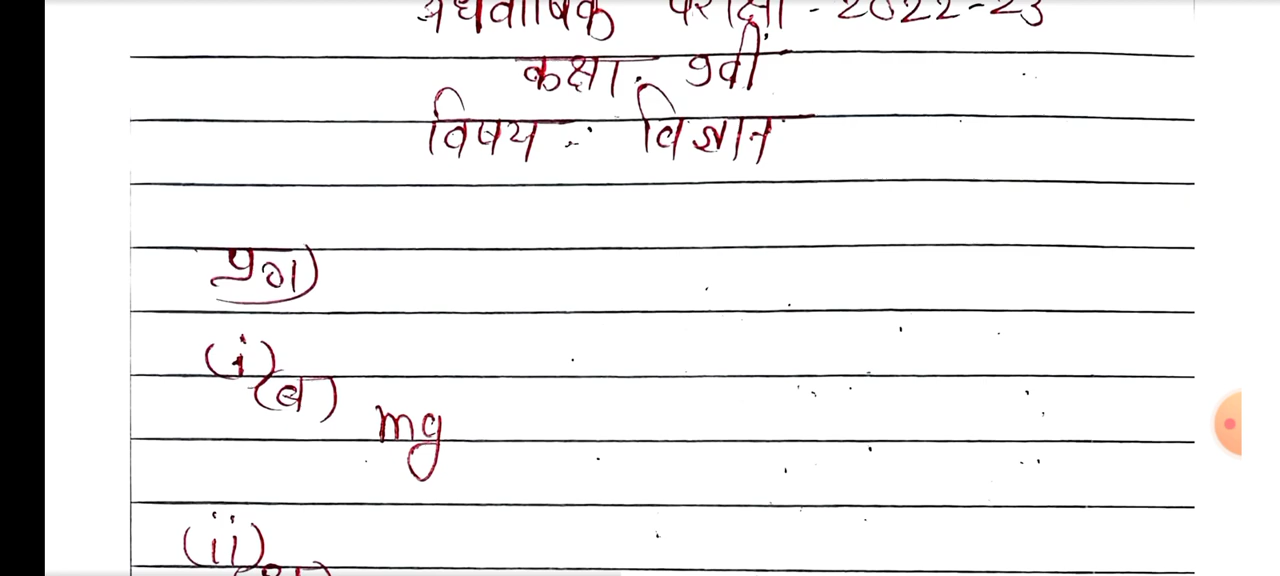 अर्धवार्षिक परीक्षा - 2022-23
कक्षा. 9वीं
विषय :- विज्ञान
प्र01)
(i)
(ब) mg
(ii)